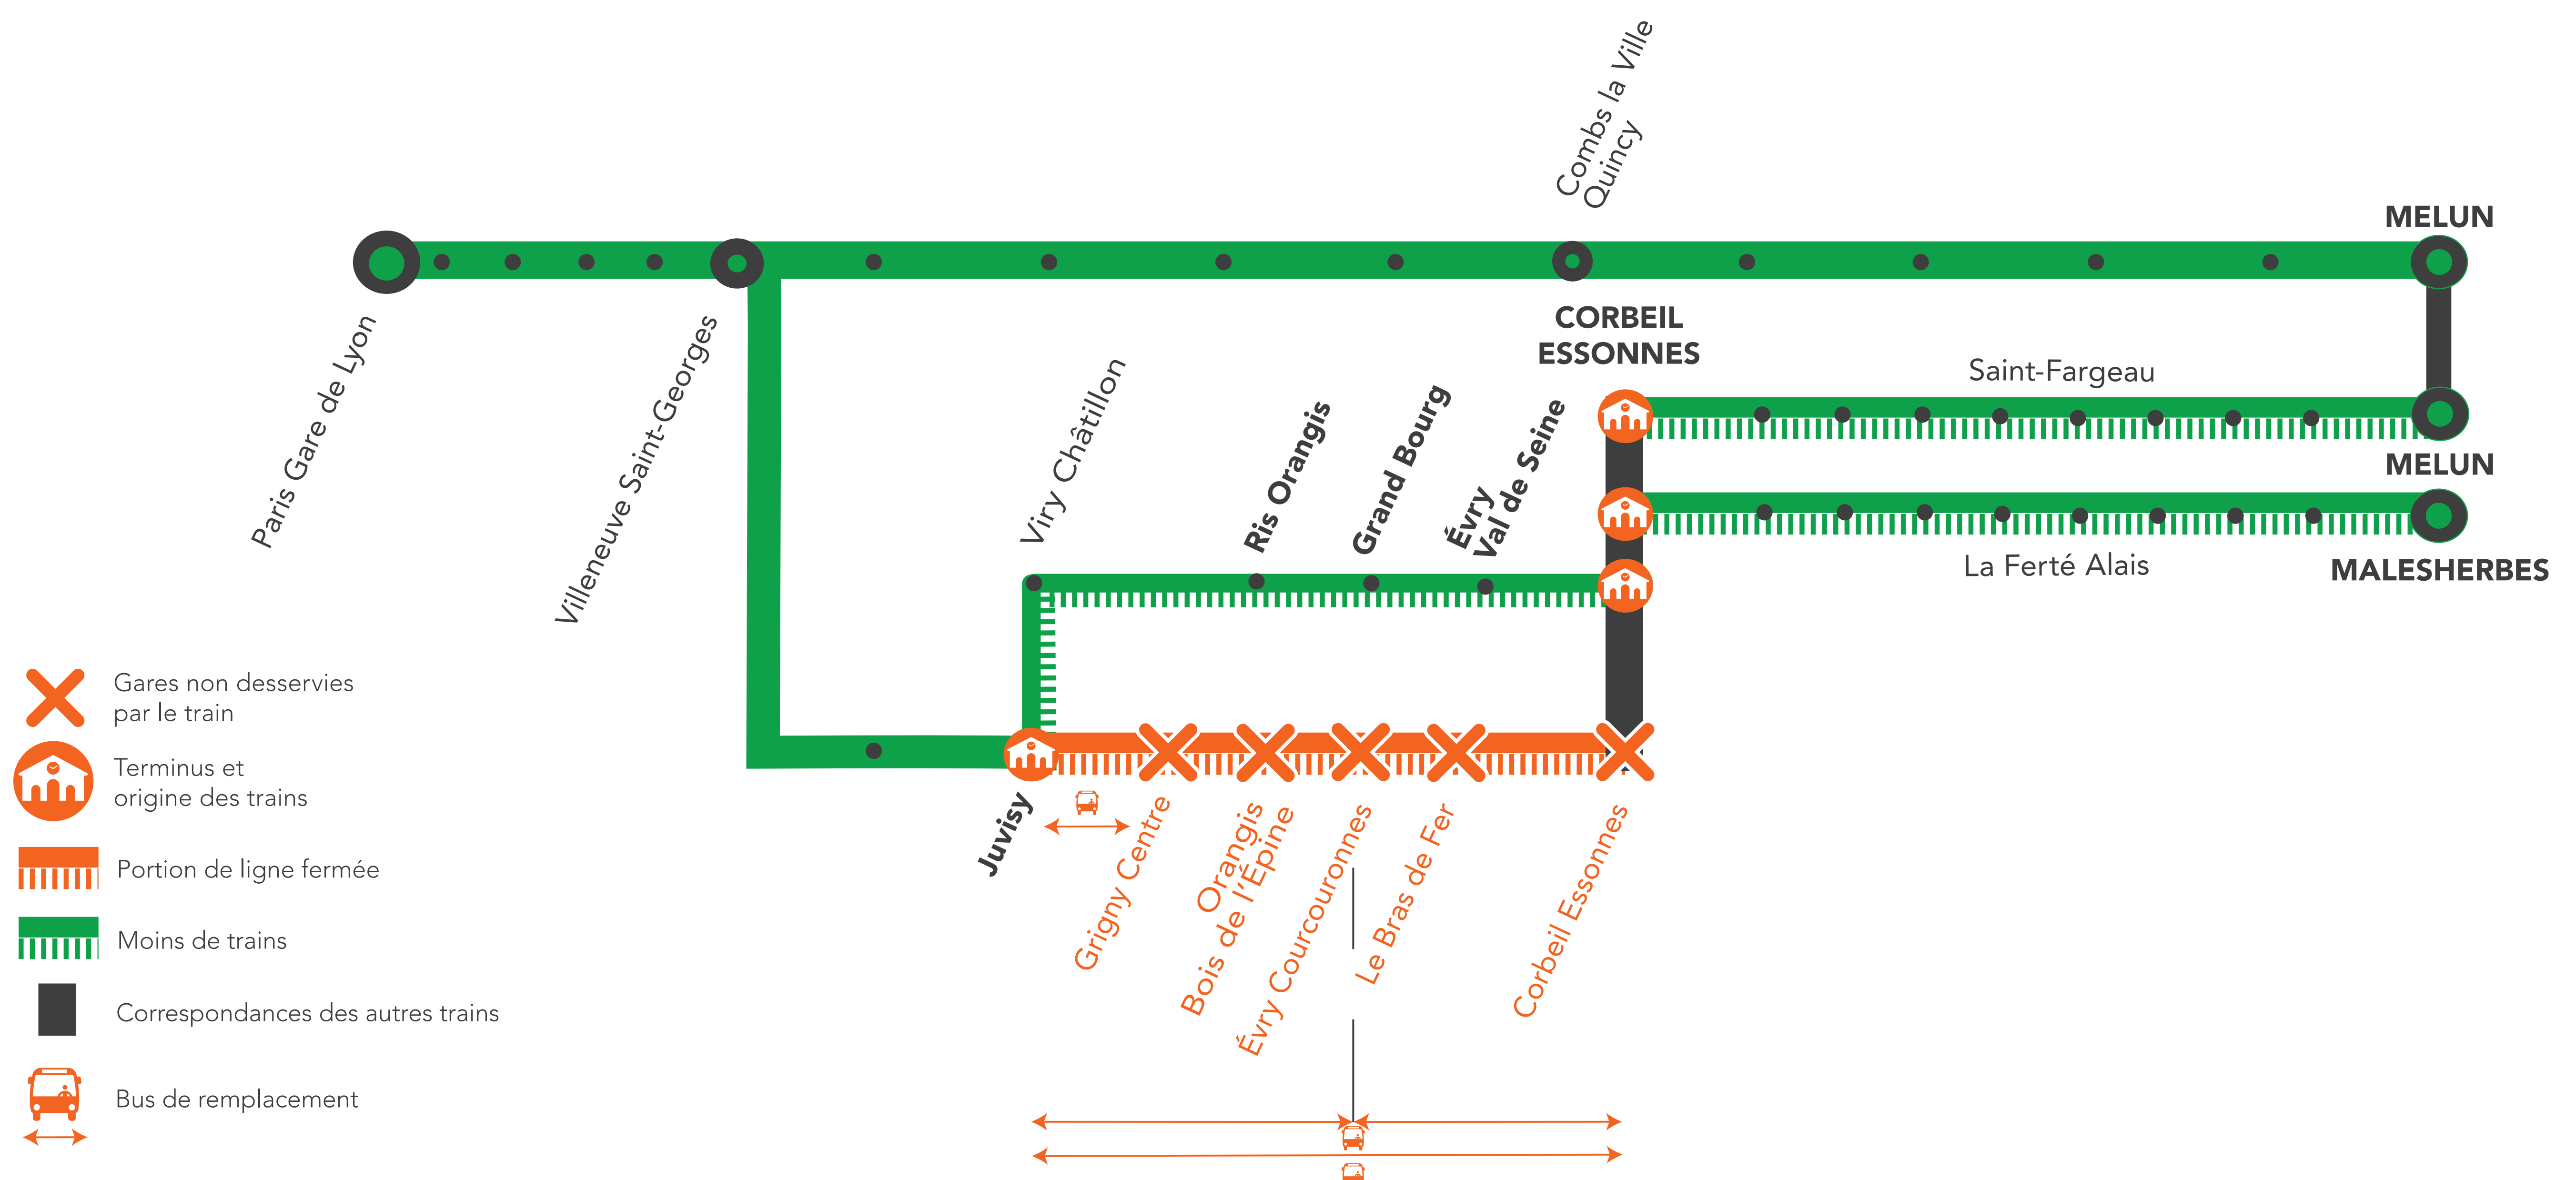 Combs la Ville
Quincy
MELUN
CORBEIL
ESSONNES
Paris Gare de Lyon
Villeneuve Saint-Georges
Viry Châtillon
Ris Orangis
Grand Bourg
Évry
Val de Seine
Saint-Fargeau
MELUN
La Ferté Alais
MALESHERBES
Juvisy
Grigny Centre
Orangis
Bois de l'Épine
Évry Courcouronnes
Le Bras de Fer
Corbeil Essonnes
Gares non desservies
par le train
Terminus et
origine des trains
Portion de ligne fermée
Moins de trains
Correspondances des autres trains
Bus de remplacement